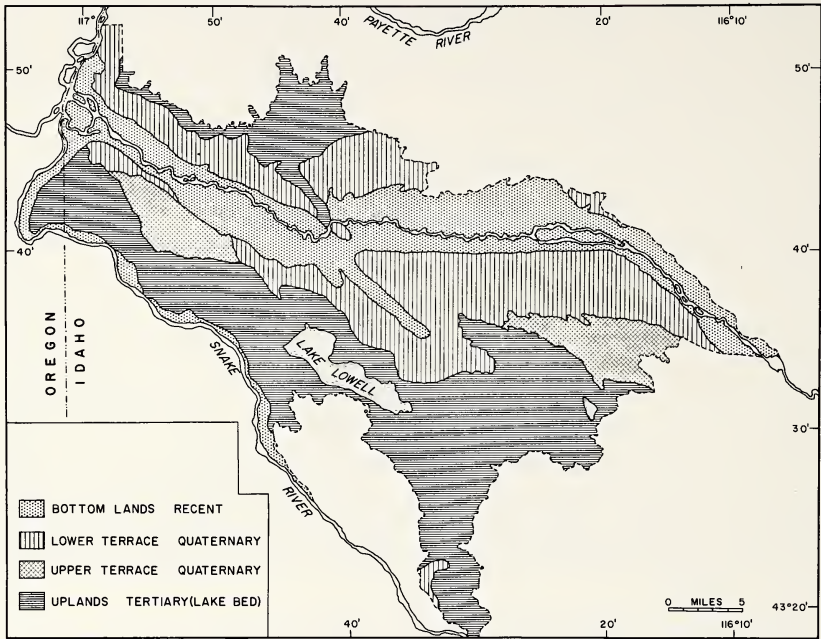 117° 50' 40' 20' 116° 10'
PAYETTE
RIVER
50' 50'
40' 40'
OREGON
IDAHO
SNAKE
RIVER
LAKE
LOWELL
30'
BOTTOM LANDS RECENT
LOWER TERRACE QUATERNARY
UPPER TERRACE QUATERNARY
UPLANDS TERTIARY(LAKE BED)
0 MILES 5
43° 20'
40' 20' 116° 10'